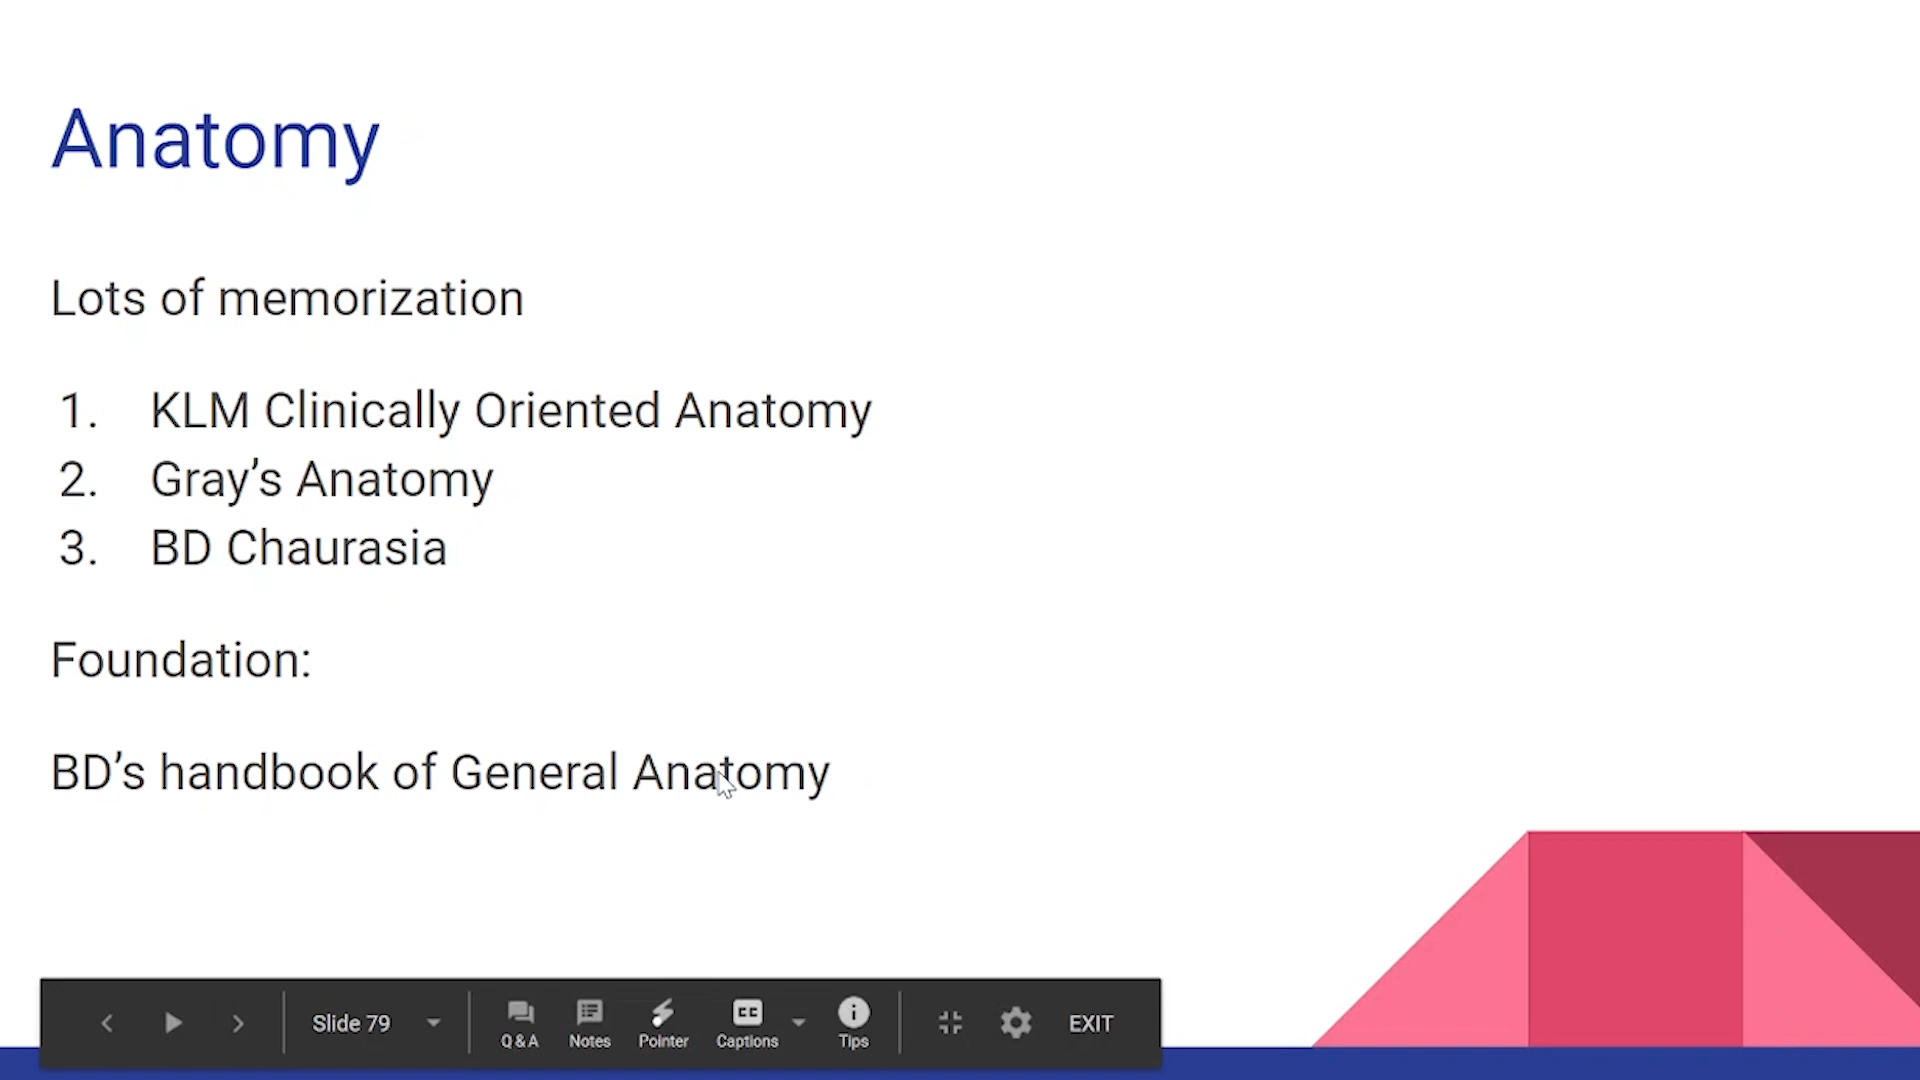 Anatomy
Lots of memorization
1. KLM Clinically Oriented Anatomy
2. Gray’s Anatomy
3. BD Chaurasia
Foundation:
BD’s handbook of General Anatomy
Slide 79
Q & A
Notes
Pointer
CC
Captions
Tips
EXIT